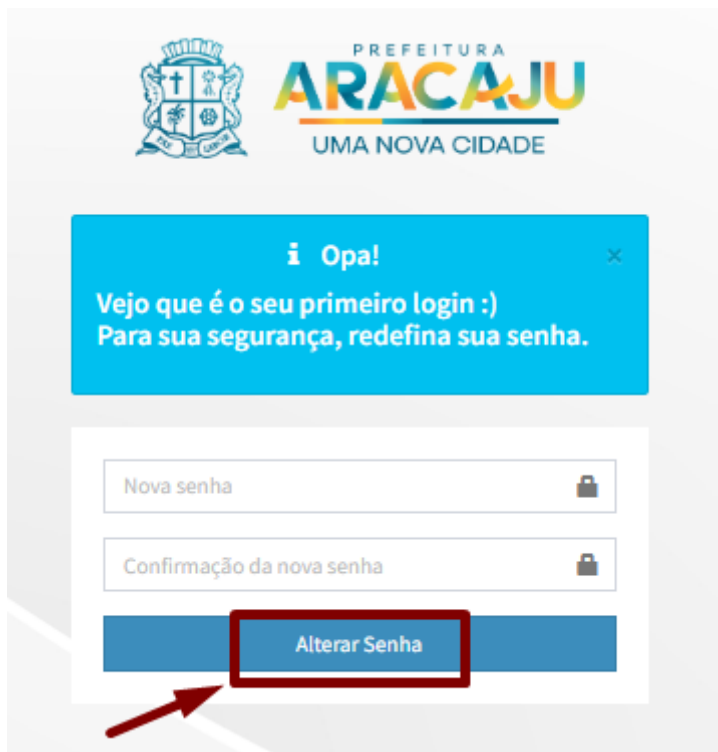 PREFEITURA
ARACAJU
UMA NOVA CIDADE
Opa!
×
Vejo que é o seu primeiro login :)
Para sua segurança, redefina sua senha.
Nova senha
Confirmação da nova senha
Alterar Senha